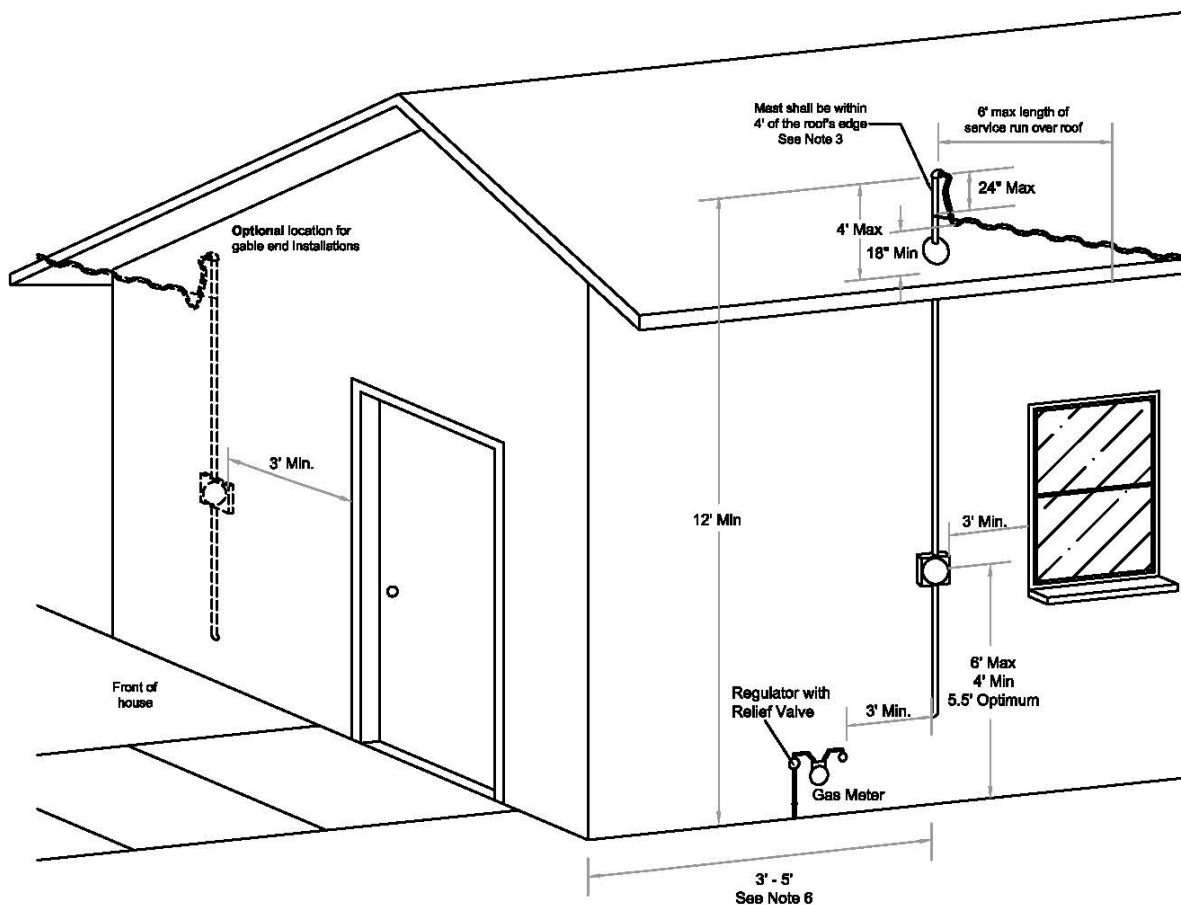 Mast shall be within
4' of the roof's edge
See Note 3
6' max length of
service run over roof
24" Max
4' Max
18" Min
Optional location for
gable end installations
3' Min.
12' Min
3' Min.
6' Max
4' Min
5.5' Optimum
Front of
house
Regulator with
Relief Valve
3' Min.
Gas Meter
3' - 5'
See Note 6